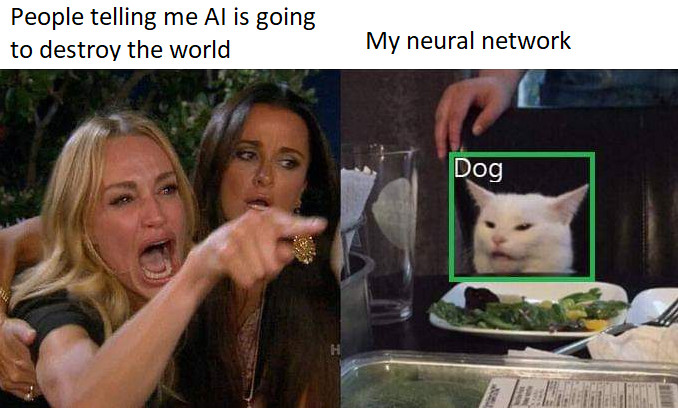 People telling me AI is going
to destroy the world
My neural network
Dog